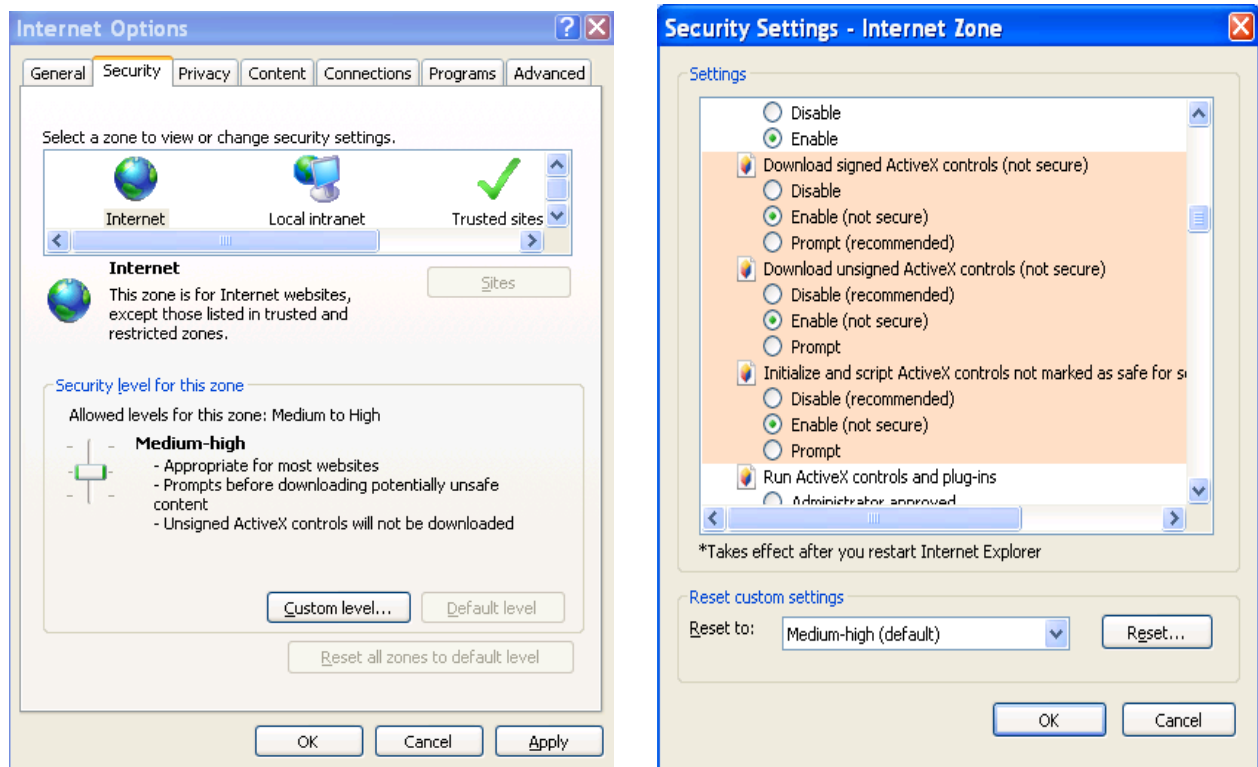 Internet Options
General Security Privacy Content Connections Programs Advanced
Select a zone to view or change security settings.
Internet Local intranet Trusted sites
Internet
Sites
This zone is for Internet websites,
except those listed in trusted and
restricted zones.
Security level for this zone
Allowed levels for this zone: Medium to High
Medium-high
- Appropriate for most websites
- Prompts before downloading potentially unsafe
content
- Unsigned ActiveX controls will not be downloaded
Custom level... Default level
Reset all zones to default level
OK Cancel Apply
Security Settings - Internet Zone
Settings
Disable
Enable
Download signed ActiveX controls (not secure)
Disable
Enable (not secure)
Prompt (recommended)
Download unsigned ActiveX controls (not secure)
Disable (recommended)
Enable (not secure)
Prompt
Initialize and script ActiveX controls not marked as safe for
Disable (recommended)
Enable (not secure)
Prompt
Run ActiveX controls and plug-ins
Administrator approved
*Takes effect after you restart Internet Explorer
Reset custom settings
Reset to: Medium-high (default) Reset...
OK Cancel